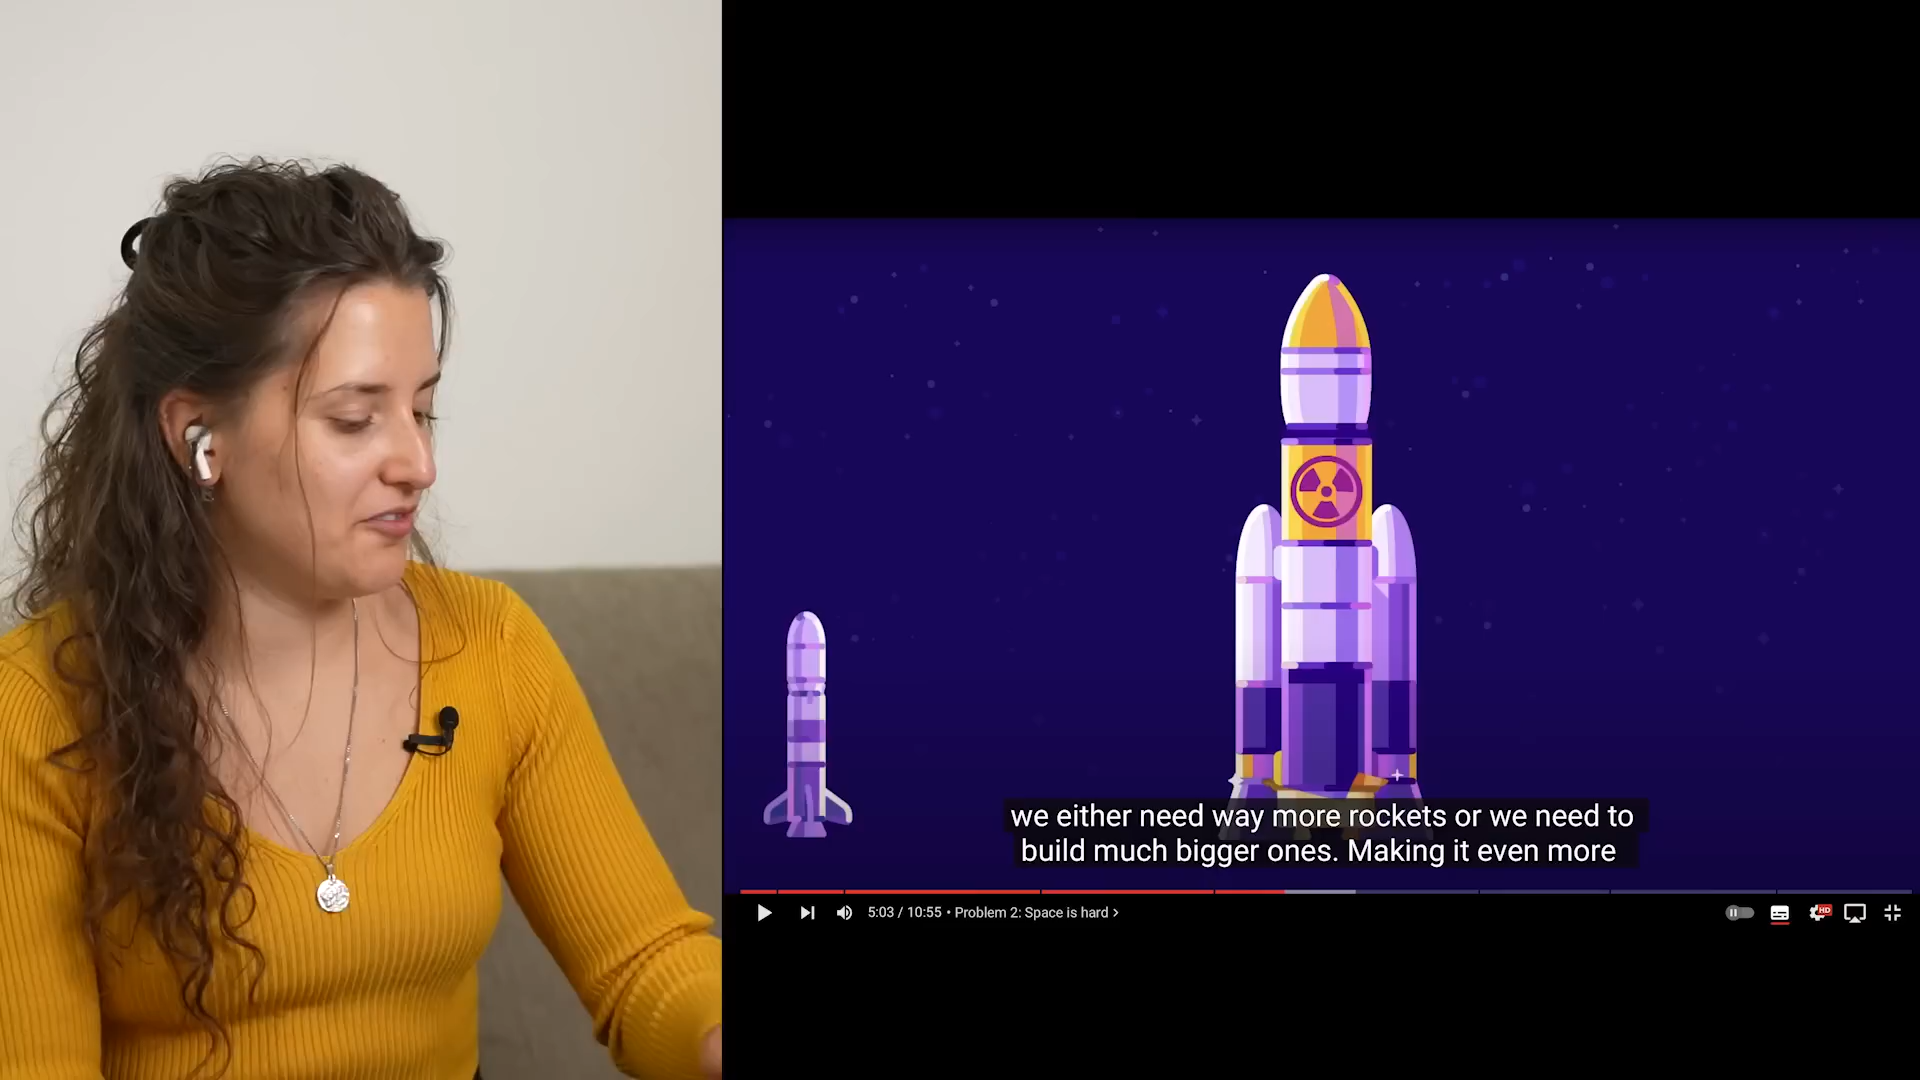 we either need way more rockets or we need to
build much bigger ones. Making it even more
5:03 / 10:55 • Problem 2: Space is hard >
HD